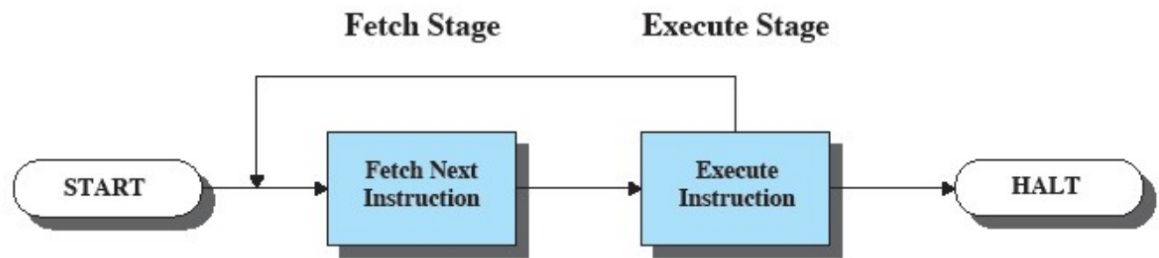 Fetch Stage
Execute Stage
START
Fetch Next
Instruction
Execute
Instruction
HALT